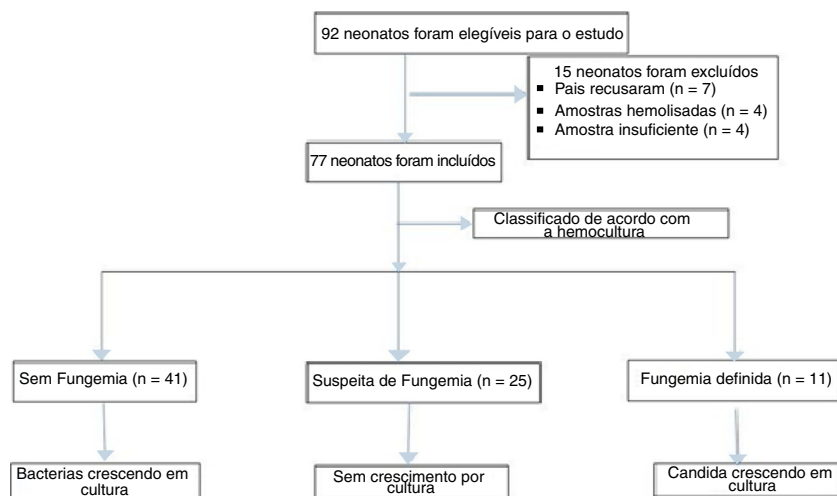 92 neonatos foram elegíveis para o estudo
15 neonatos foram excluídos
▪ Pais recusaram (n = 7)
▪ Amostras hemolisadas (n = 4)
▪ Amostra insuficiente (n = 4)
77 neonatos foram incluídos
Classificado de acordo com
a hemocultura
Sem Fungemia (n = 41)
Suspeita de Fungemia (n = 25)
Fungemia definida (n = 11)
Bacterias crescendo em
cultura
Sem crescimento por
cultura
Candida crescendo em
cultura